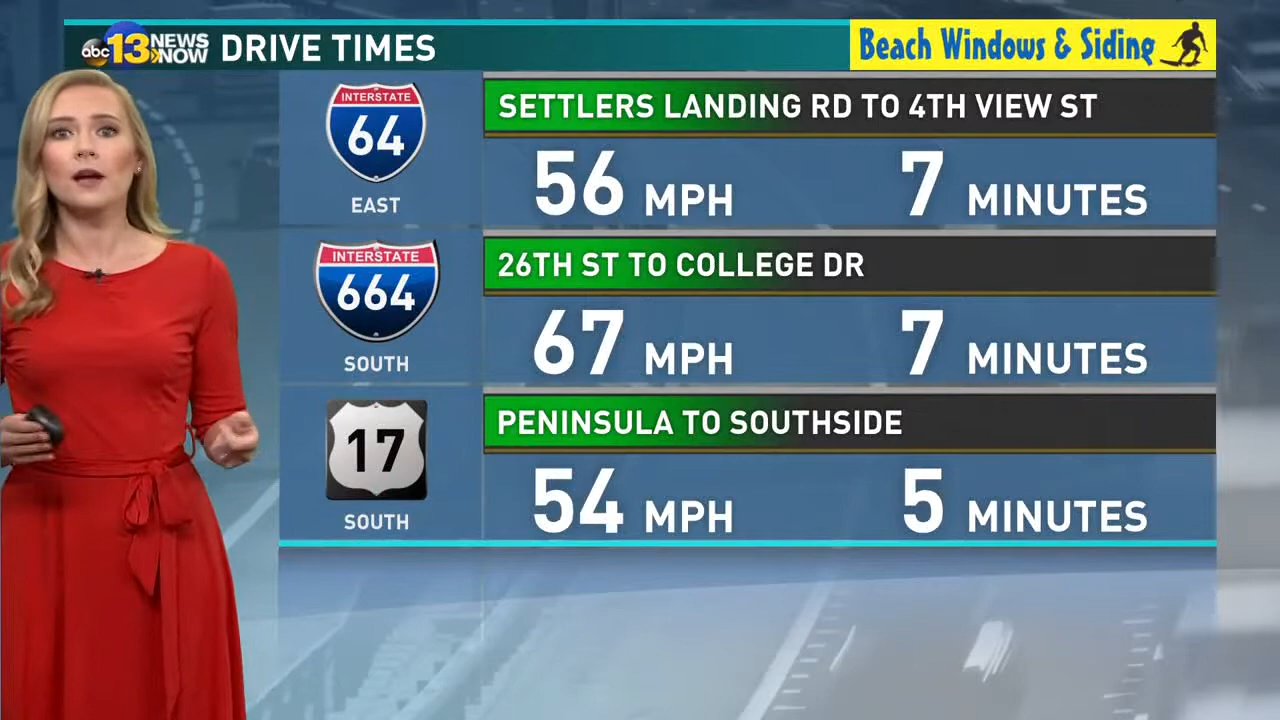 abc 13 NEWS NOW
DRIVE TIMES
Beach Windows & Siding
INTERSTATE
64
EAST
SETTLERS LANDING RD TO 4TH VIEW ST
56 MPH 7 MINUTES
INTERSTATE
664
SOUTH
26TH ST TO COLLEGE DR
67 MPH 7 MINUTES
17
SOUTH
PENINSULA TO SOUTHSIDE
54 MPH 5 MINUTES